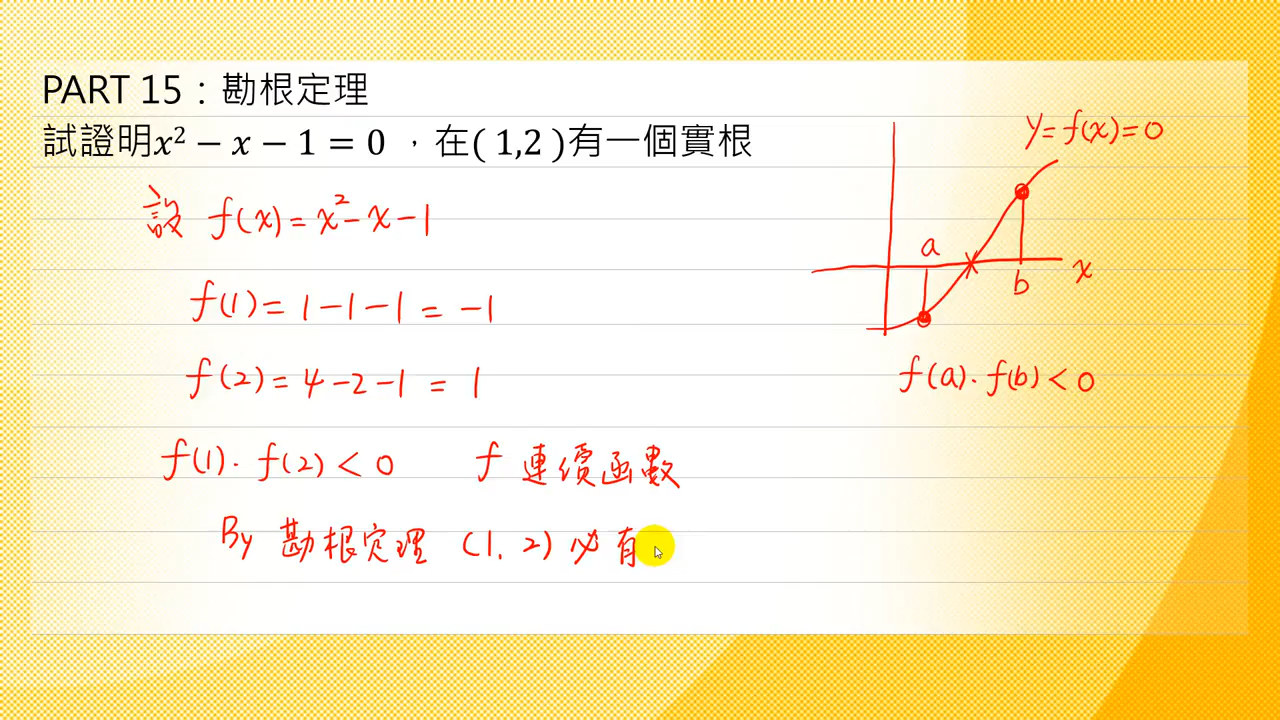 PART 15：勘根定理
試證明x² − x − 1 = 0 ，在( 1,2 )有一個實根
設 f(x) = x² - x - 1
f(1) = 1 - 1 - 1 = -1
f(2) = 4 - 2 - 1 = 1
f(1). f(2) < 0 f 連續函數
By 勘根定理 (1, 2) 必有
y = f(x) = 0
a
b
x
f(a). f(b) < 0